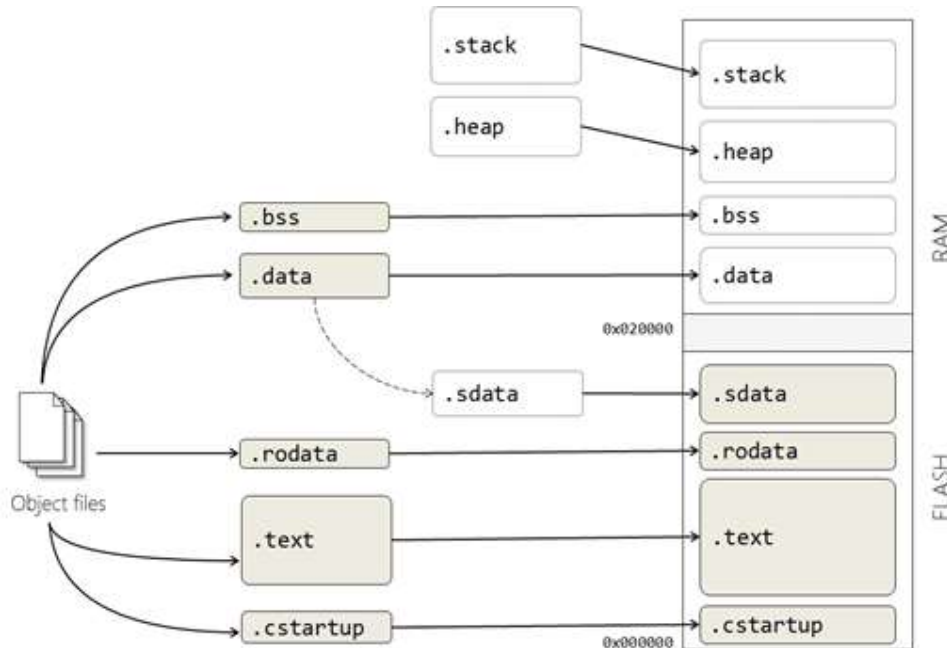 .stack
.stack
.heap
.heap
.bss
.bss
RAM
.data
.data
0x020000
.sdata
.sdata
.rodata
.rodata
FLASH
Object files
.text
.text
.cstartup
.cstartup
0x000000